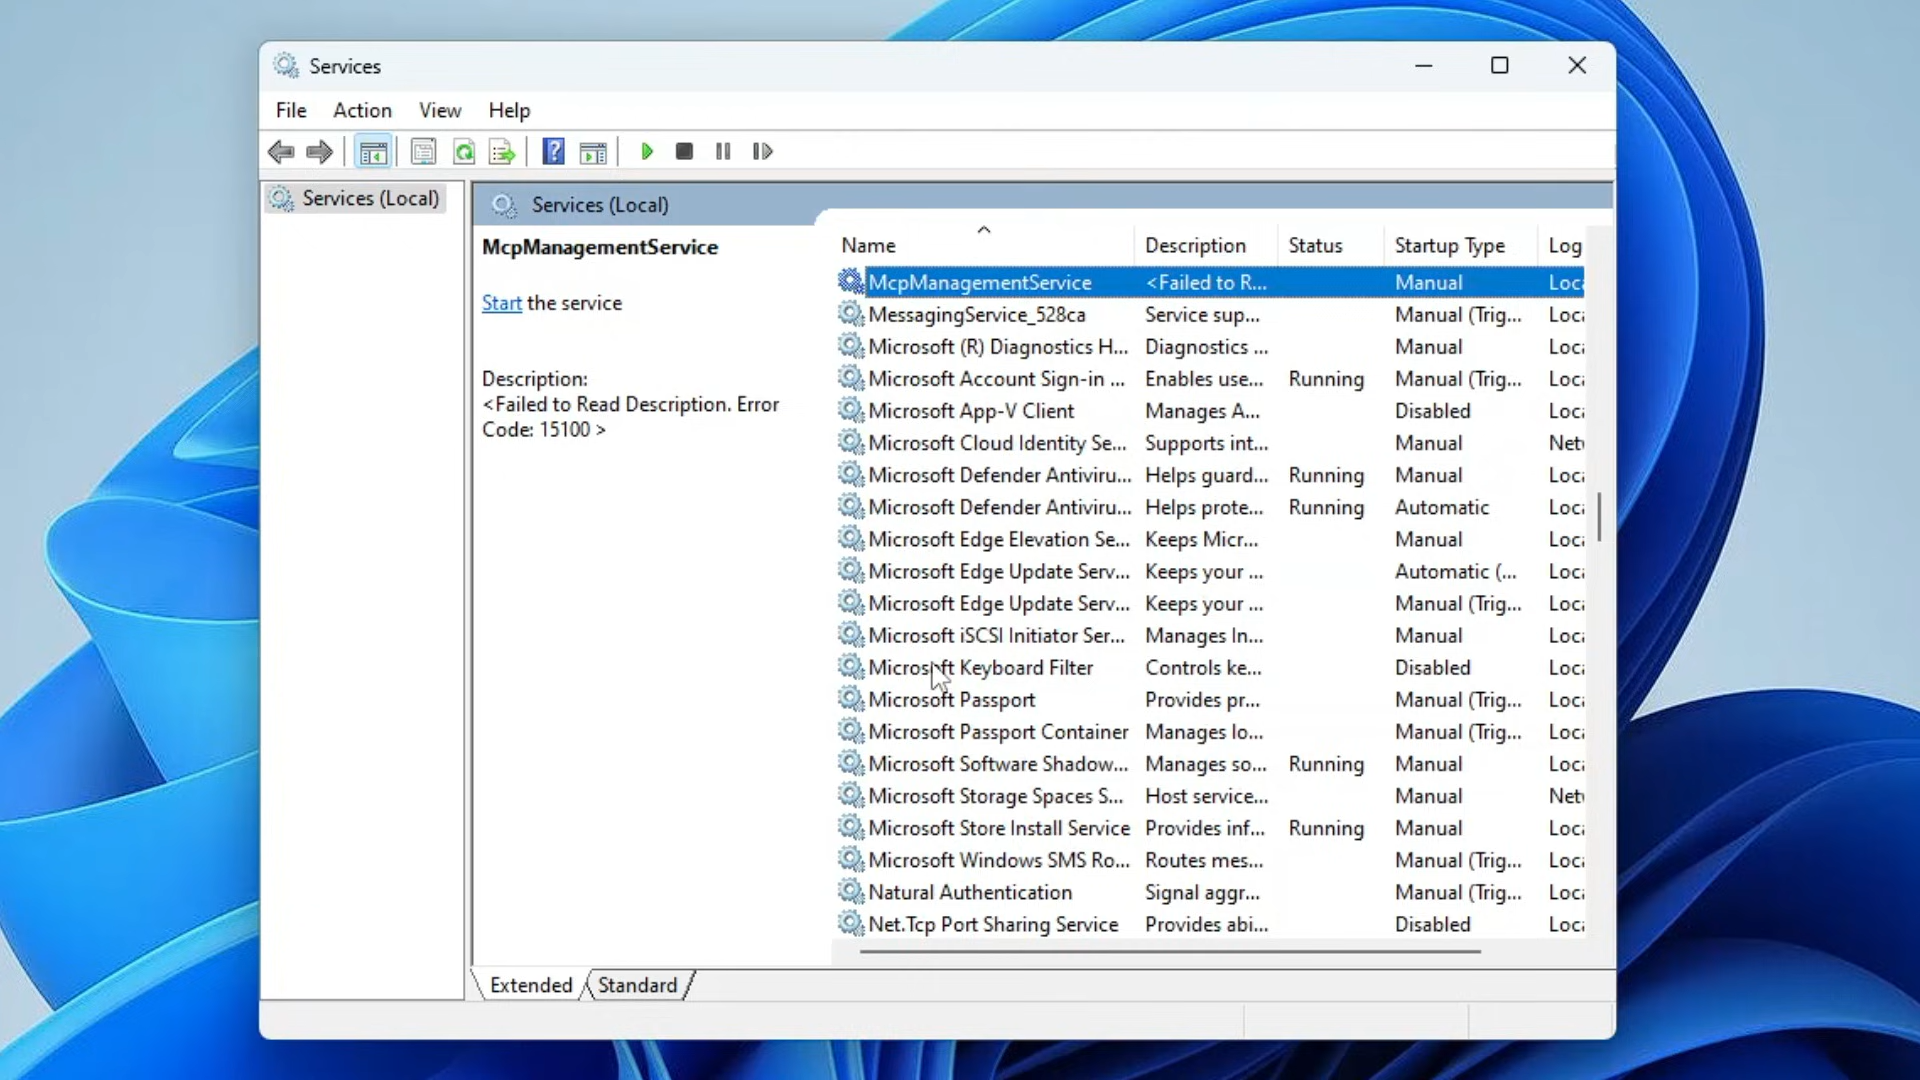 Services
File Action View Help
Services (Local)
Services (Local)
McpManagementService
Start the service
Description:
<Failed to Read Description. Error
Code: 15100 >
Name Description Status Startup Type Log
McpManagementService <Failed to R... Manual Loca
MessagingService_528ca Service sup... Manual (Trig... Loca
Microsoft (R) Diagnostics H... Diagnostics ... Manual Loca
Microsoft Account Sign-in ... Enables use... Running Manual (Trig... Loca
Microsoft App-V Client Manages A... Disabled Loca
Microsoft Cloud Identity Se... Supports int... Manual Netv
Microsoft Defender Antiviru... Helps guard... Running Manual Loca
Microsoft Defender Antiviru... Helps prote... Running Automatic Loca
Microsoft Edge Elevation Se... Keeps Micr... Manual Loca
Microsoft Edge Update Serv... Keeps your ... Automatic (... Loca
Microsoft Edge Update Serv... Keeps your ... Manual (Trig... Loca
Microsoft iSCSI Initiator Ser... Manages In... Manual Loca
Microsoft Keyboard Filter Controls ke... Disabled Loca
Microsoft Passport Provides pr... Manual (Trig... Loca
Microsoft Passport Container Manages lo... Manual (Trig... Loca
Microsoft Software Shadow... Manages so... Running Manual Loca
Microsoft Storage Spaces S... Host service... Manual Netv
Microsoft Store Install Service Provides inf... Running Manual Loca
Microsoft Windows SMS Ro... Routes mes... Manual (Trig... Loca
Natural Authentication Signal aggr... Manual (Trig... Loca
Net.Tcp Port Sharing Service Provides abi... Disabled Loca
Extended Standard